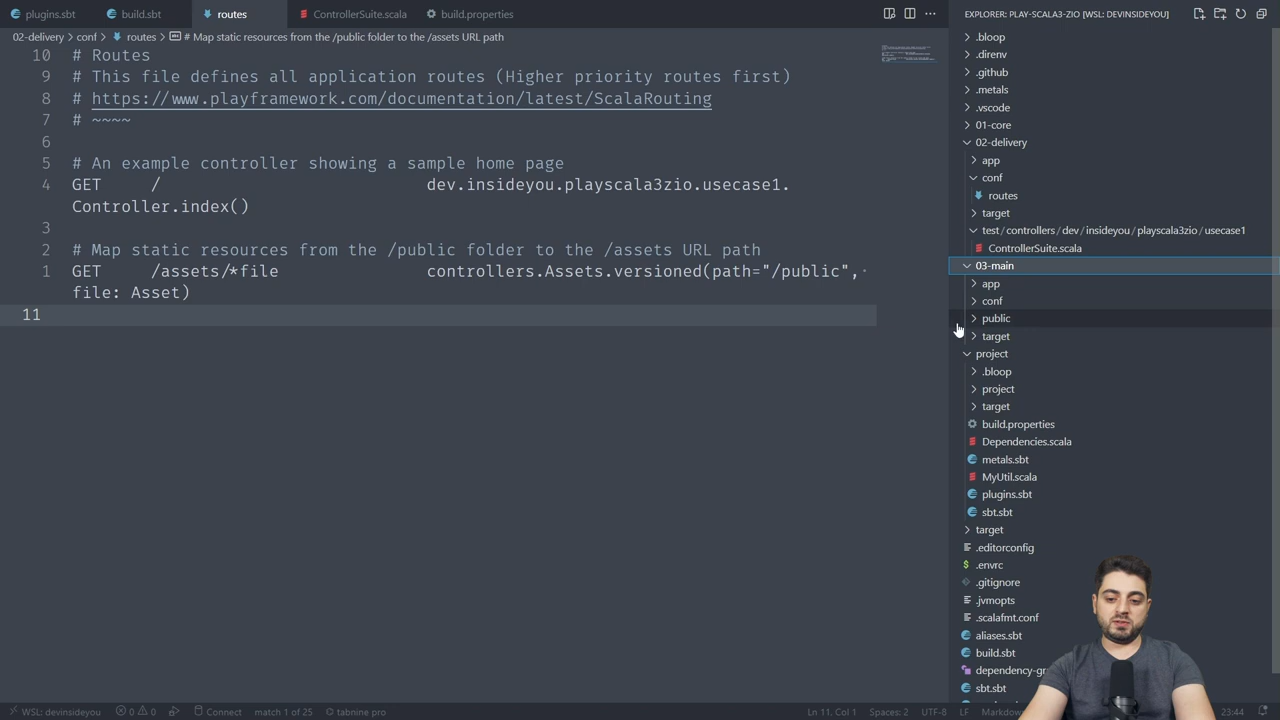 plugins.sbt build.sbt routes ControllerSuite.scala build.properties
02-delivery > conf > routes > # Map static resources from the /public folder to the /assets URL path
10 # Routes
9 # This file defines all application routes (Higher priority routes first)
8 # https://www.playframework.com/documentation/latest/ScalaRouting
7 # ~~~~
6
5 # An example controller showing a sample home page
4 GET / dev.insideyou.playscala3zio.usecase1.
Controller.index()
3
2 # Map static resources from the /public folder to the /assets URL path
1 GET /assets/*file controllers.Assets.versioned(path="/public",
file: Asset)
11
EXPLORER: PLAY-SCALA3-ZIO [WSL: DEVINSIDEYOU]
.bloop
.direnv
.github
.metals
.vscode
01-core
02-delivery
app
conf
routes
target
test / controllers / dev / insideyou / playscala3zio / usecase1
ControllerSuite.scala
03-main
app
conf
public
target
project
.bloop
project
target
build.properties
Dependencies.scala
metals.sbt
MyUtil.scala
plugins.sbt
sbt.sbt
target
.editorconfig
.envrc
.gitignore
.jvmopts
.scalafmt.conf
aliases.sbt
build.sbt
dependency-gr
sbt.sbt
WSL: devinsideyou 0 0 Connect match 1 of 25 tabnine pro Ln 11, Col 1 Spaces: 2 UTF-8 LF Markdow 23:44